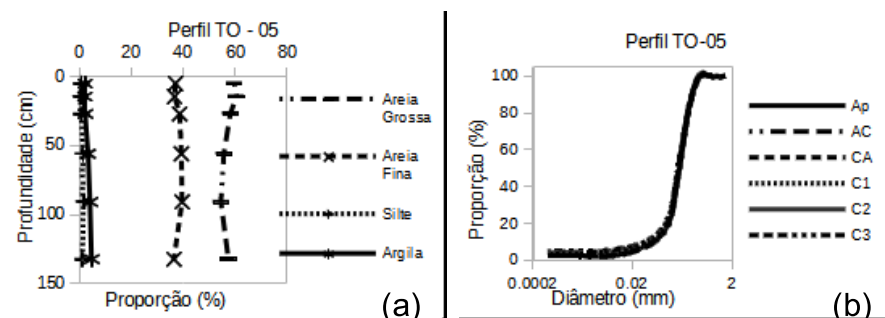 Perfil TO - 05
0 20 40 60 80
0
50
100
150
Profundidade (cm)
Proporção (%)
Areia
Grossa
Areia
Fina
Silte
Argila
(a)
Perfil TO-05
100
80
60
40
20
0
Proporção (%)
0.0002 0.02 2
Diâmetro (mm)
Ap
AC
CA
C1
C2
C3
(b)